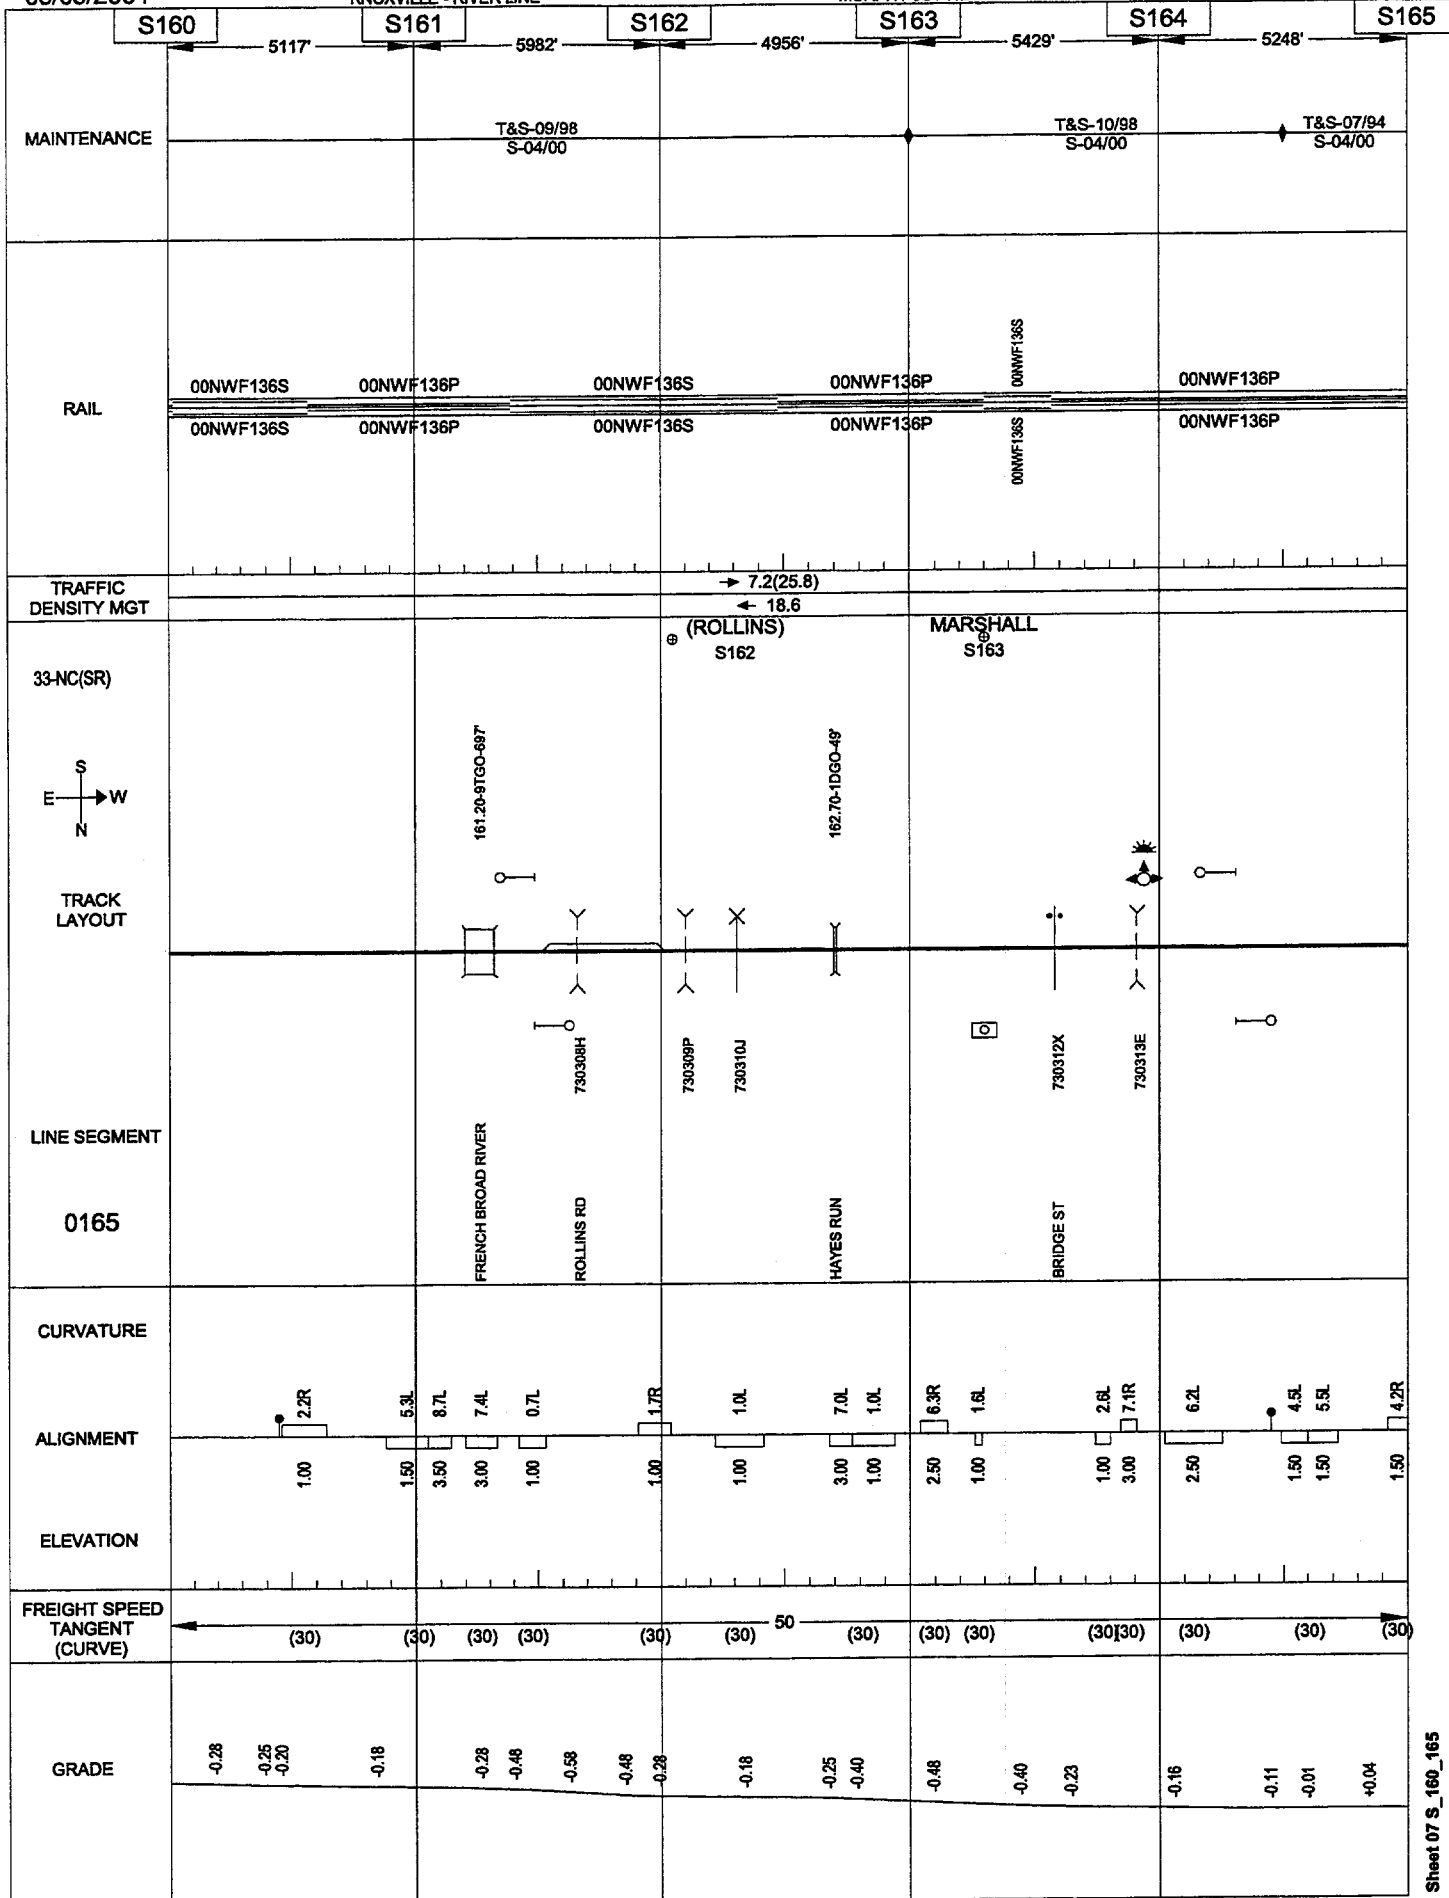 S160 S161 S162 S163 S164 S165
5117' 5982' 4956' 5429' 5248'
MAINTENANCE
T&S-09/98 T&S-10/98 T&S-07/94
S-04/00 S-04/00 S-04/00
RAIL
00NWF136S 00NWF136P 00NWF136S 00NWF136P 00NWF136S 00NWF136P
00NWF136S 00NWF136P 00NWF136S 00NWF136P 00NWF136S 00NWF136P
TRAFFIC
DENSITY MGT
7.2(25.8)
18.6
(ROLLINS) MARSHALL
S162 S163
33-NC(SR)
161.20-9TGO-697' 162.70-1DGO-49'
S
E W
N
TRACK
LAYOUT
730308H 730309P 730310J 730312X 730313E
LINE SEGMENT
0165
FRENCH BROAD RIVER ROLLINS RD HAYES RUN BRIDGE ST
CURVATURE
2.2R 5.3L 8.7L 7.4L 0.7L 1.7R 1.0L 7.0L 1.0L 6.3R 1.6L 2.6L 7.1R 6.2L 4.5L 5.5L 4.2R
ALIGNMENT
1.00 1.50 3.50 3.00 1.00 1.00 1.00 3.00 1.00 2.50 1.00 1.00 3.00 2.50 1.50 1.50 1.50
ELEVATION
FREIGHT SPEED
TANGENT
(CURVE)
50
(30) (30) (30) (30) (30) (30) (30) (30) (30) (30) (30) (30) (30) (30)
GRADE
-0.28 -0.25 -0.20 -0.18 -0.28 -0.48 -0.58 -0.48 -0.28 -0.18 -0.25 -0.40 -0.48 -0.40 -0.23 -0.16 -0.11 -0.01 +0.04
Sheet 07 S_160_165